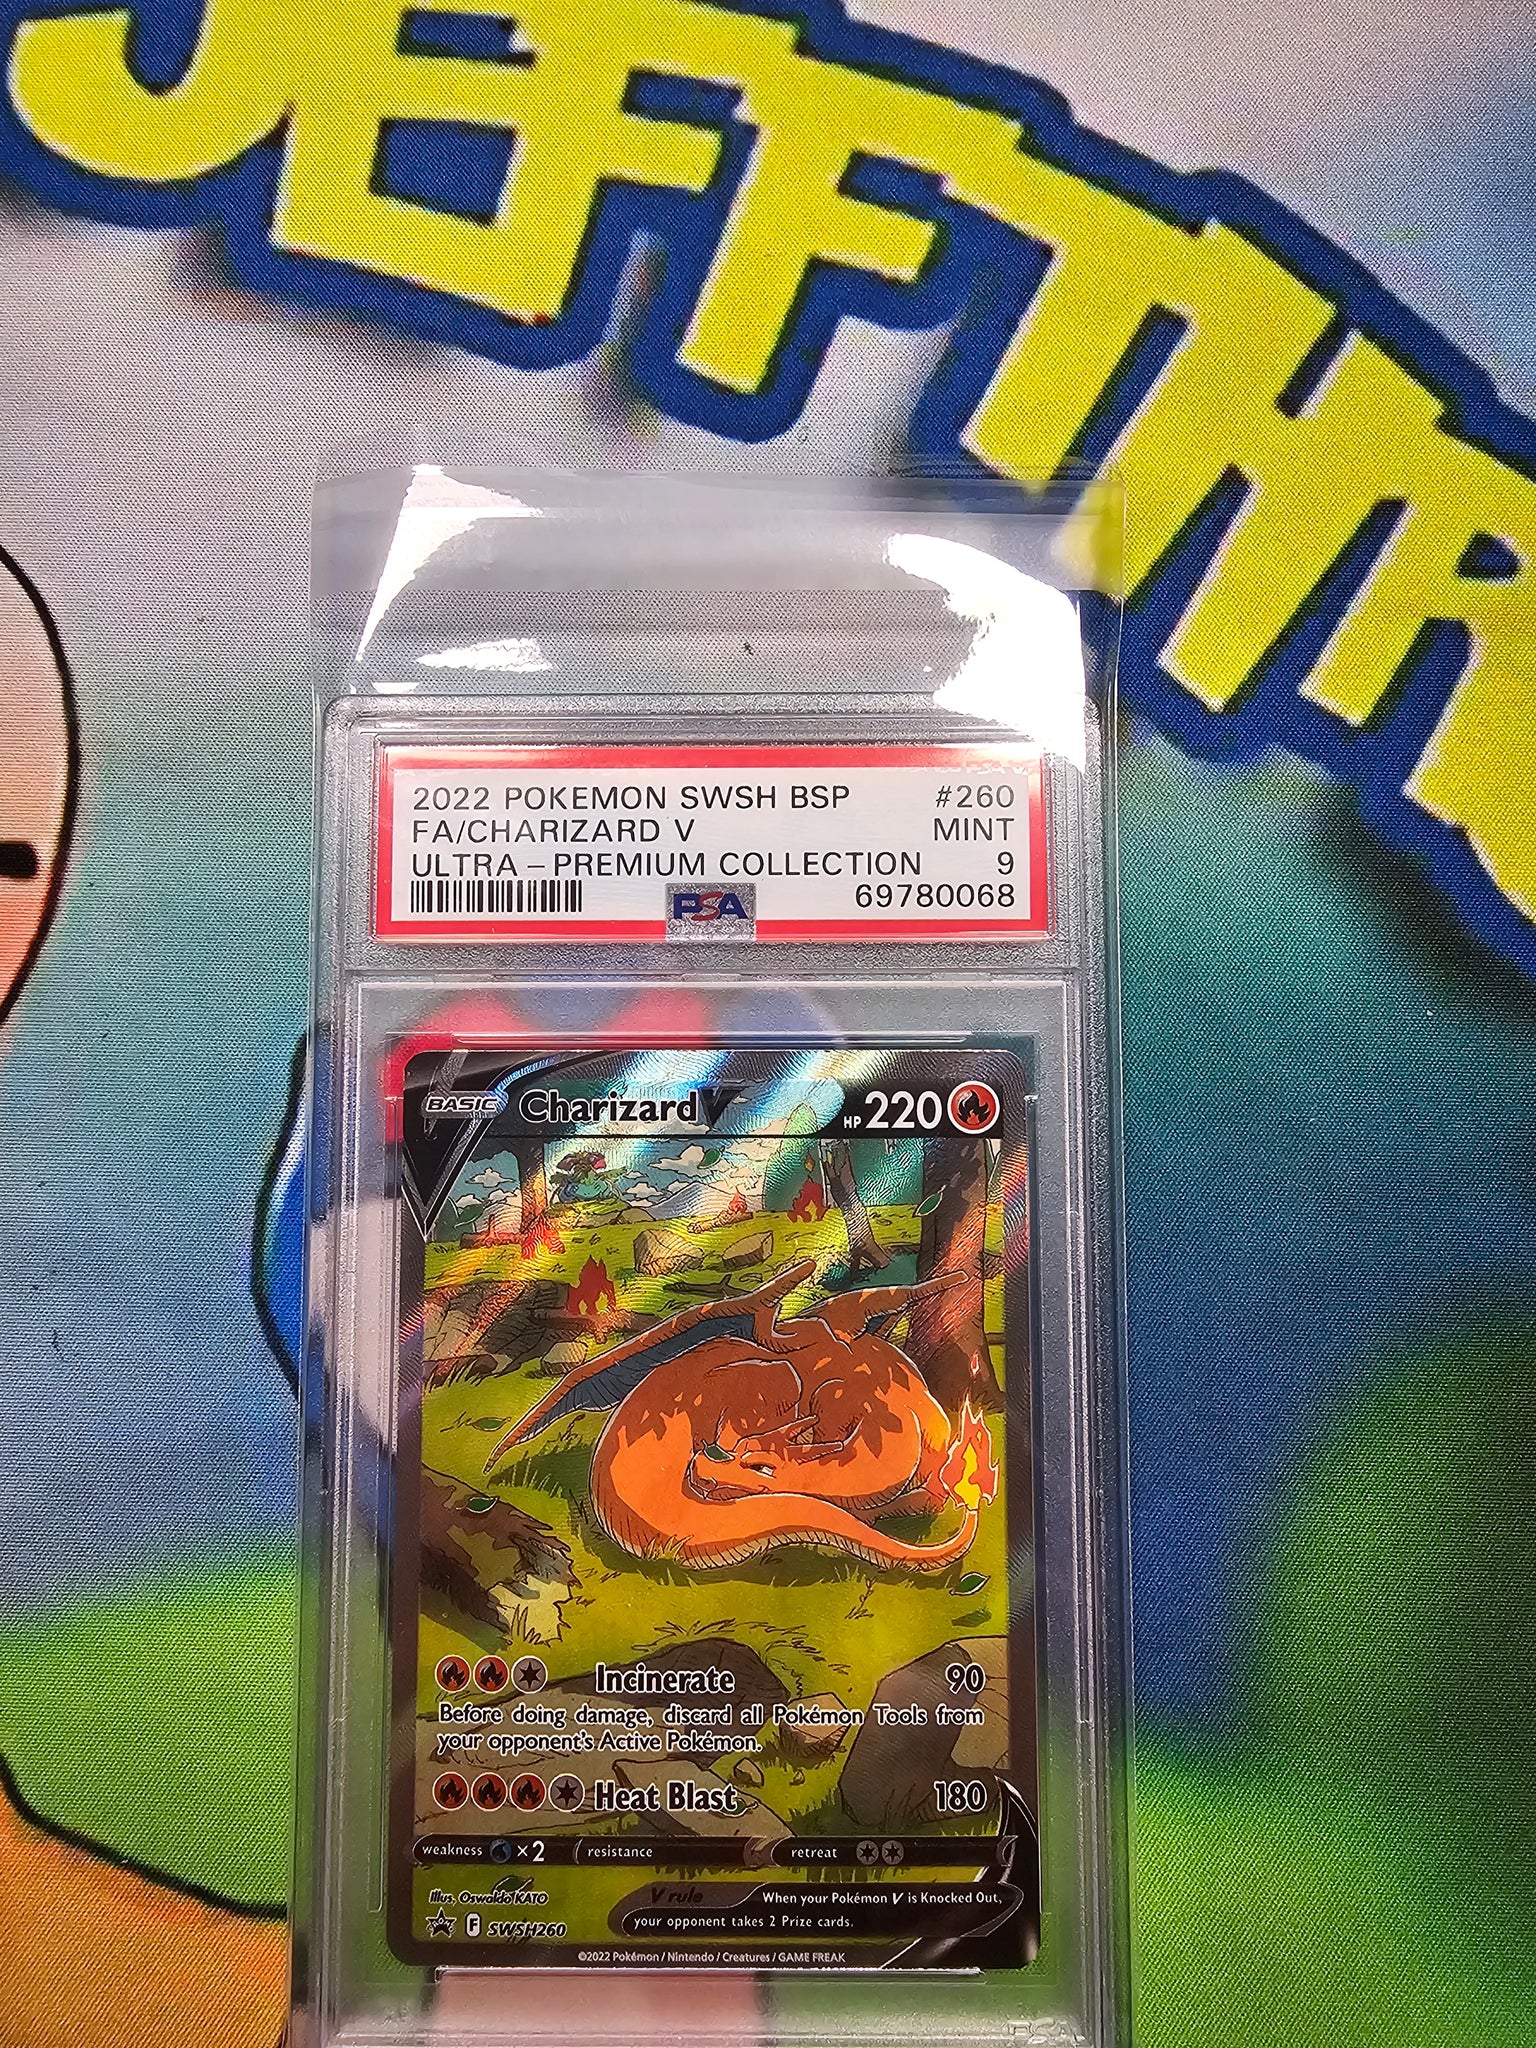 JEFFTHP
2022 POKEMON SWSH BSP #260
FA/CHARIZARD V MINT
ULTRA-PREMIUM COLLECTION 9
PSA 69780068
BASIC Charizard V HP 220
Incinerate 90
Before doing damage, discard all Pokémon Tools from
your opponent's Active Pokémon.
Heat Blast 180
weakness ×2 resistance retreat
Illus. Oswaldo KATO
V rule When your Pokémon V is Knocked Out,
your opponent takes 2 Prize cards.
F SWSH260
©2022 Pokémon / Nintendo / Creatures / GAME FREAK
PSA